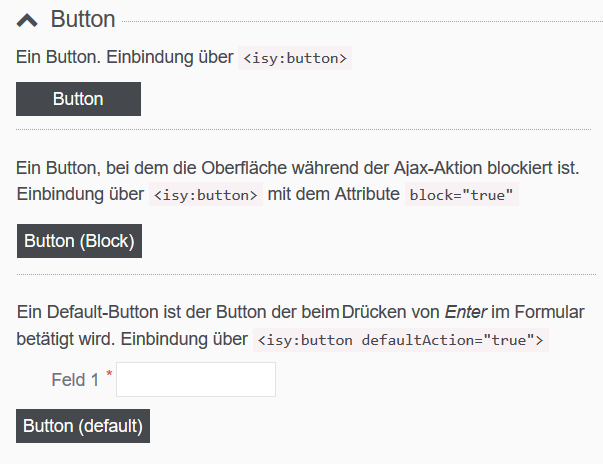 Button
Ein Button. Einbindung über <isy:button>
Button
Ein Button, bei dem die Oberfläche während der Ajax-Aktion blockiert ist.
Einbindung über <isy:button> mit dem Attribute block="true"
Button (Block)
Ein Default-Button ist der Button der beim Drücken von Enter im Formular
betätigt wird. Einbindung über <isy:button defaultAction="true">
Feld 1 *
Button (default)